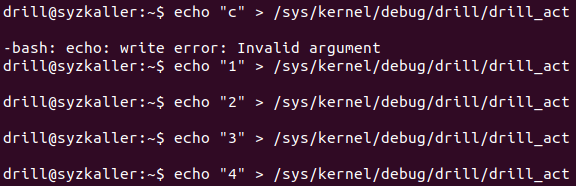 drill@syzkaller:~$ echo "c" > /sys/kernel/debug/drill/drill_act
-bash: echo: write error: Invalid argument
drill@syzkaller:~$ echo "1" > /sys/kernel/debug/drill/drill_act
drill@syzkaller:~$ echo "2" > /sys/kernel/debug/drill/drill_act
drill@syzkaller:~$ echo "3" > /sys/kernel/debug/drill/drill_act
drill@syzkaller:~$ echo "4" > /sys/kernel/debug/drill/drill_act